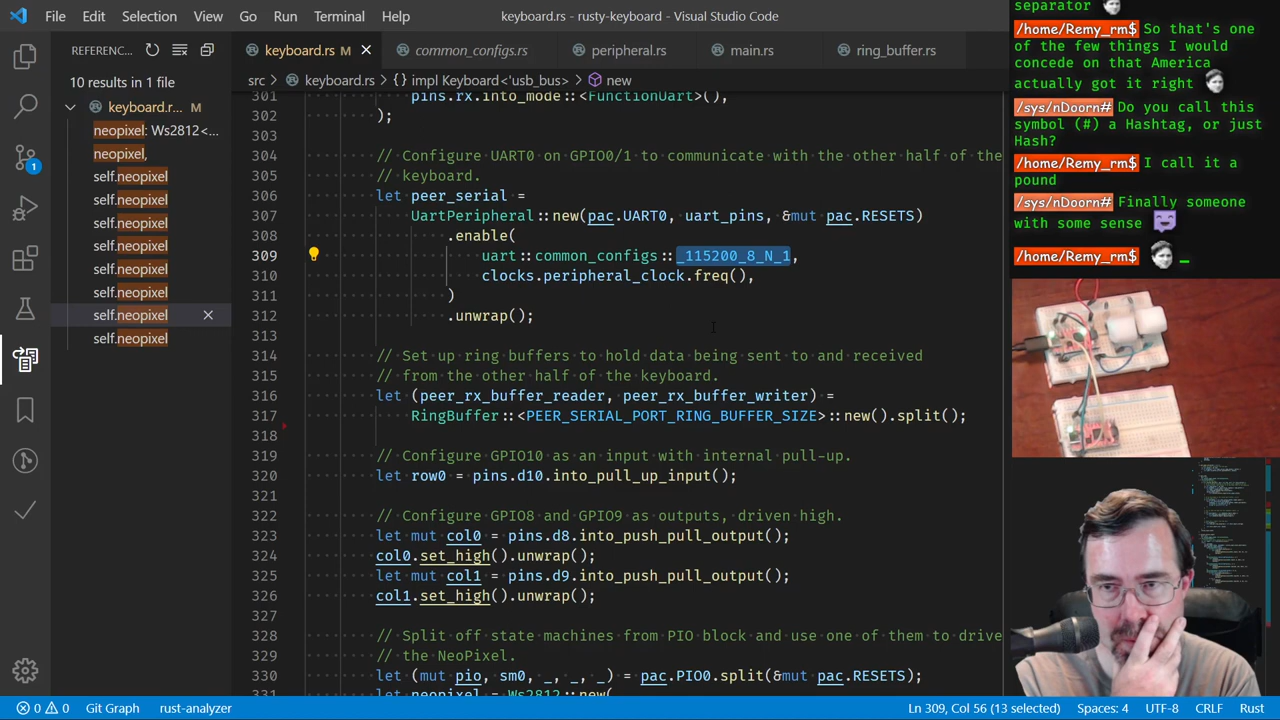 File Edit Selection View Go Run Terminal Help
keyboard.rs - rusty-keyboard - Visual Studio Code
REFERENC...
keyboard.rs M
common_configs.rs
peripheral.rs
main.rs
ring_buffer.rs
10 results in 1 file
keyboard.r... M
neopixel: Ws2812<...
neopixel,
self.neopixel
self.neopixel
self.neopixel
self.neopixel
self.neopixel
self.neopixel
self.neopixel
self.neopixel
src > keyboard.rs > {} impl Keyboard<'usb_bus> > new
301 pins.rx.into_mode::<FunctionUart>(),
302 );
303
304 // Configure UART0 on GPIO0/1 to communicate with the other half of the
305 // keyboard.
306 let peer_serial =
307 UartPeripheral::new(pac.UART0, uart_pins, &mut pac.RESETS)
308 .enable(
309 uart::common_configs::_115200_8_N_1,
310 clocks.peripheral_clock.freq(),
311 )
312 .unwrap();
313
314 // Set up ring buffers to hold data being sent to and received
315 // from the other half of the keyboard.
316 let (peer_rx_buffer_reader, peer_rx_buffer_writer) =
317 RingBuffer::<PEER_SERIAL_PORT_RING_BUFFER_SIZE>::new().split();
318
319 // Configure GPIO10 as an input with internal pull-up.
320 let row0 = pins.d10.into_pull_up_input();
321
322 // Configure GPIO8 and GPIO9 as outputs, driven high.
323 let mut col0 = pins.d8.into_push_pull_output();
324 col0.set_high().unwrap();
325 let mut col1 = pins.d9.into_push_pull_output();
326 col1.set_high().unwrap();
327
328 // Split off state machines from PIO block and use one of them to drive
329 // the NeoPixel.
330 let (mut pio, sm0, _, _, _) = pac.PIO0.split(&mut pac.RESETS);
331 let neopixel = Ws2812::new(
separator
/home/Remy_rm$ So that's one
of the few things I would
concede on that America
actually got it right
/sys/nDoorn# Do you call this
symbol (#) a Hashtag, or just
Hash?
/home/Remy_rm$ I call it a
pound
/sys/nDoorn# Finally someone
with some sense
/home/Remy_rm$ _
1
0 0 Git Graph rust-analyzer
Ln 309, Col 56 (13 selected) Spaces: 4 UTF-8 CRLF Rust